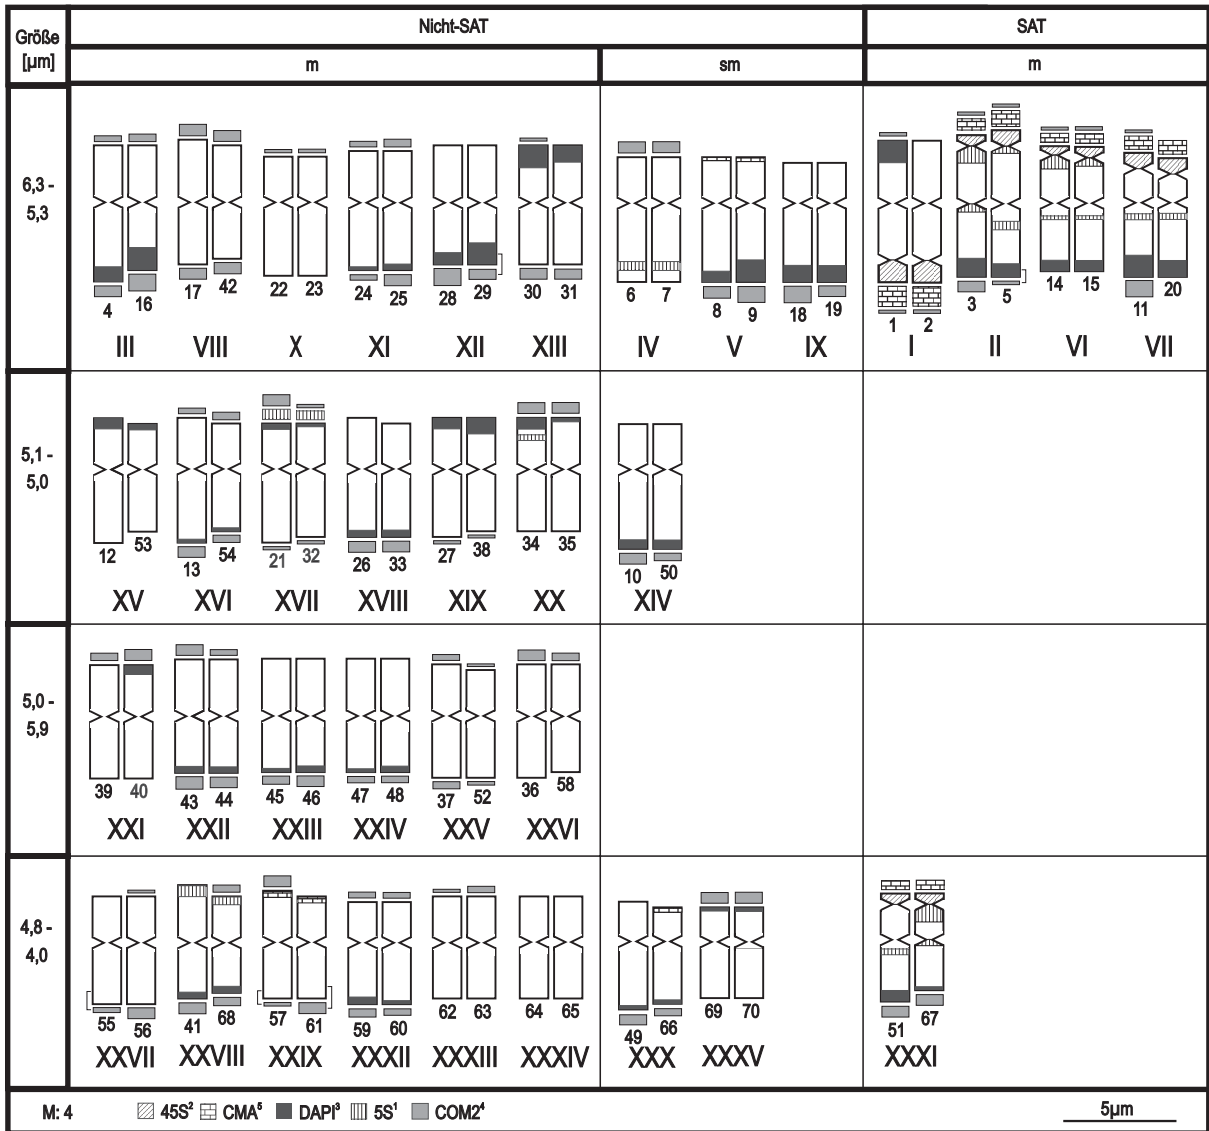 Größe
[µm]
Nicht-SAT
SAT
m
sm
m
6,3 -
5,3
4 16 17 42 22 23 24 25 28 29 30 31 6 7 8 9 18 19 1 2 3 5 14 15 11 20
III VIII X XI XII XIII IV V IX I II VI VII
5,1 -
5,0
12 53 13 54 21 32 26 33 27 38 34 35 10 50
XV XVI XVII XVIII XIX XX XIV
5,0 -
5,9
39 40 43 44 45 46 47 48 37 52 36 58
XXI XXII XXIII XXIV XXV XXVI
4,8 -
4,0
55 56 41 68 57 61 59 60 62 63 64 65 49 66 69 70 51 67
XXVII XXVIII XXIX XXXII XXXIII XXXIV XXX XXXV XXXI
M: 4 45S² CMA⁵ DAPI³ 5S¹ COM2⁴ 5µm